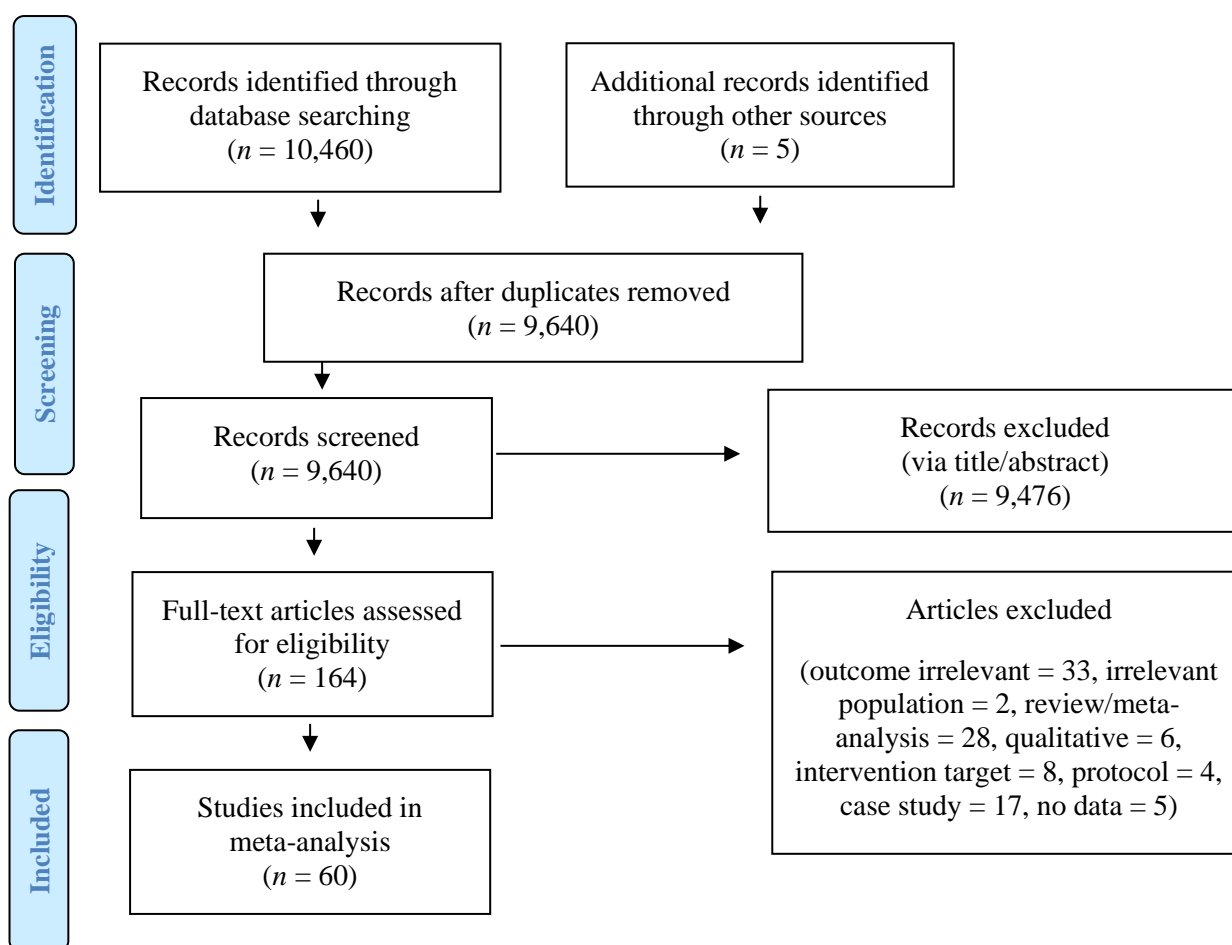 Identification
Records identified through
database searching
(n = 10,460)
Additional records identified
through other sources
(n = 5)
Screening
Records after duplicates removed
(n = 9,640)
Records screened
(n = 9,640)
Records excluded
(via title/abstract)
(n = 9,476)
Eligibility
Full-text articles assessed
for eligibility
(n = 164)
Articles excluded
(outcome irrelevant = 33, irrelevant
population = 2, review/meta-
analysis = 28, qualitative = 6,
intervention target = 8, protocol = 4,
case study = 17, no data = 5)
Included
Studies included in
meta-analysis
(n = 60)